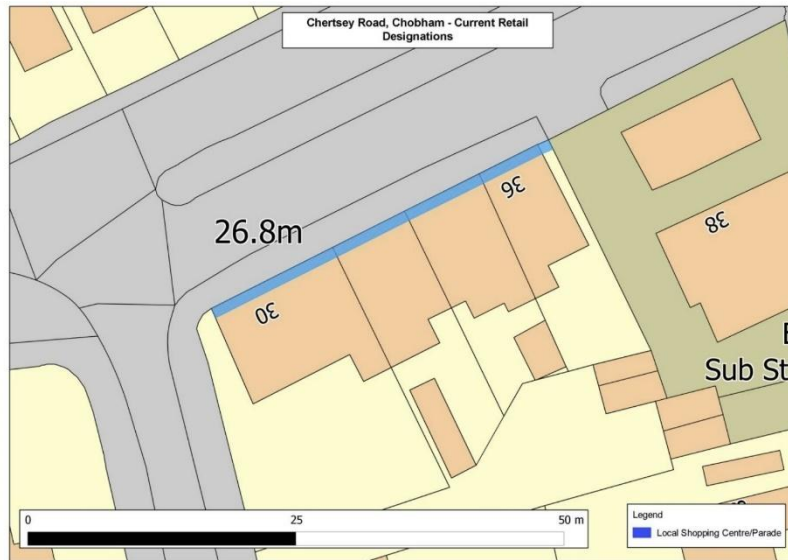 Chertsey Road, Chobham - Current Retail
Designations
36
38
26.8m
30
Sub St
0
25
50 m
Legend
Local Shopping Centre/Parade